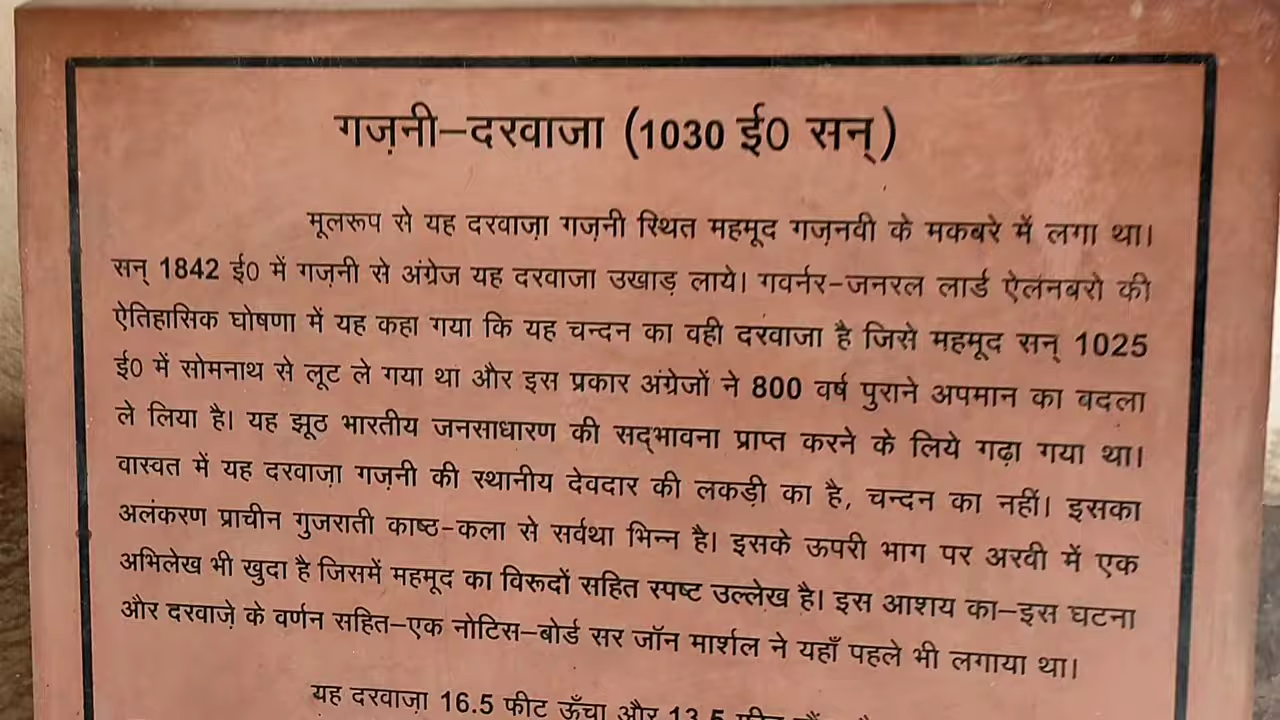 गज़नी–दरवाजा (1030 ई0 सन्)
मूलरूप से यह दरवाज़ा गज़नी स्थित महमूद गज़नवी के मकबरे में लगा था।
सन् 1842 ई0 में गज़नी से अंग्रेज यह दरवाजा उखाड़ लाये। गवर्नर-जनरल लार्ड ऐलनबरो की
ऐतिहासिक घोषणा में यह कहा गया कि यह चन्दन का वही दरवाजा है जिसे महमूद सन् 1025
ई0 में सोमनाथ से लूट ले गया था और इस प्रकार अंग्रेजों ने 800 वर्ष पुराने अपमान का बदला
ले लिया है। यह झूठ भारतीय जनसाधारण की सद्भावना प्राप्त करने के लिये गढ़ा गया था।
वास्वत में यह दरवाज़ा गज़नी की स्थानीय देवदार की लकड़ी का है, चन्दन का नहीं। इसका
अलंकरण प्राचीन गुजराती काष्ठ-कला से सर्वथा भिन्न है। इसके ऊपरी भाग पर अरवी में एक
अभिलेख भी खुदा है जिसमें महमूद का विरूदों सहित स्पष्ट उल्लेख है। इस आशय का–इस घटना
और दरवाज़े के वर्णन सहित–एक नोटिस–बोर्ड सर जॉन मार्शल ने यहाँ पहले भी लगाया था।
यह दरवाज़ा 16.5 फीट ऊँचा और 13.5 फीट